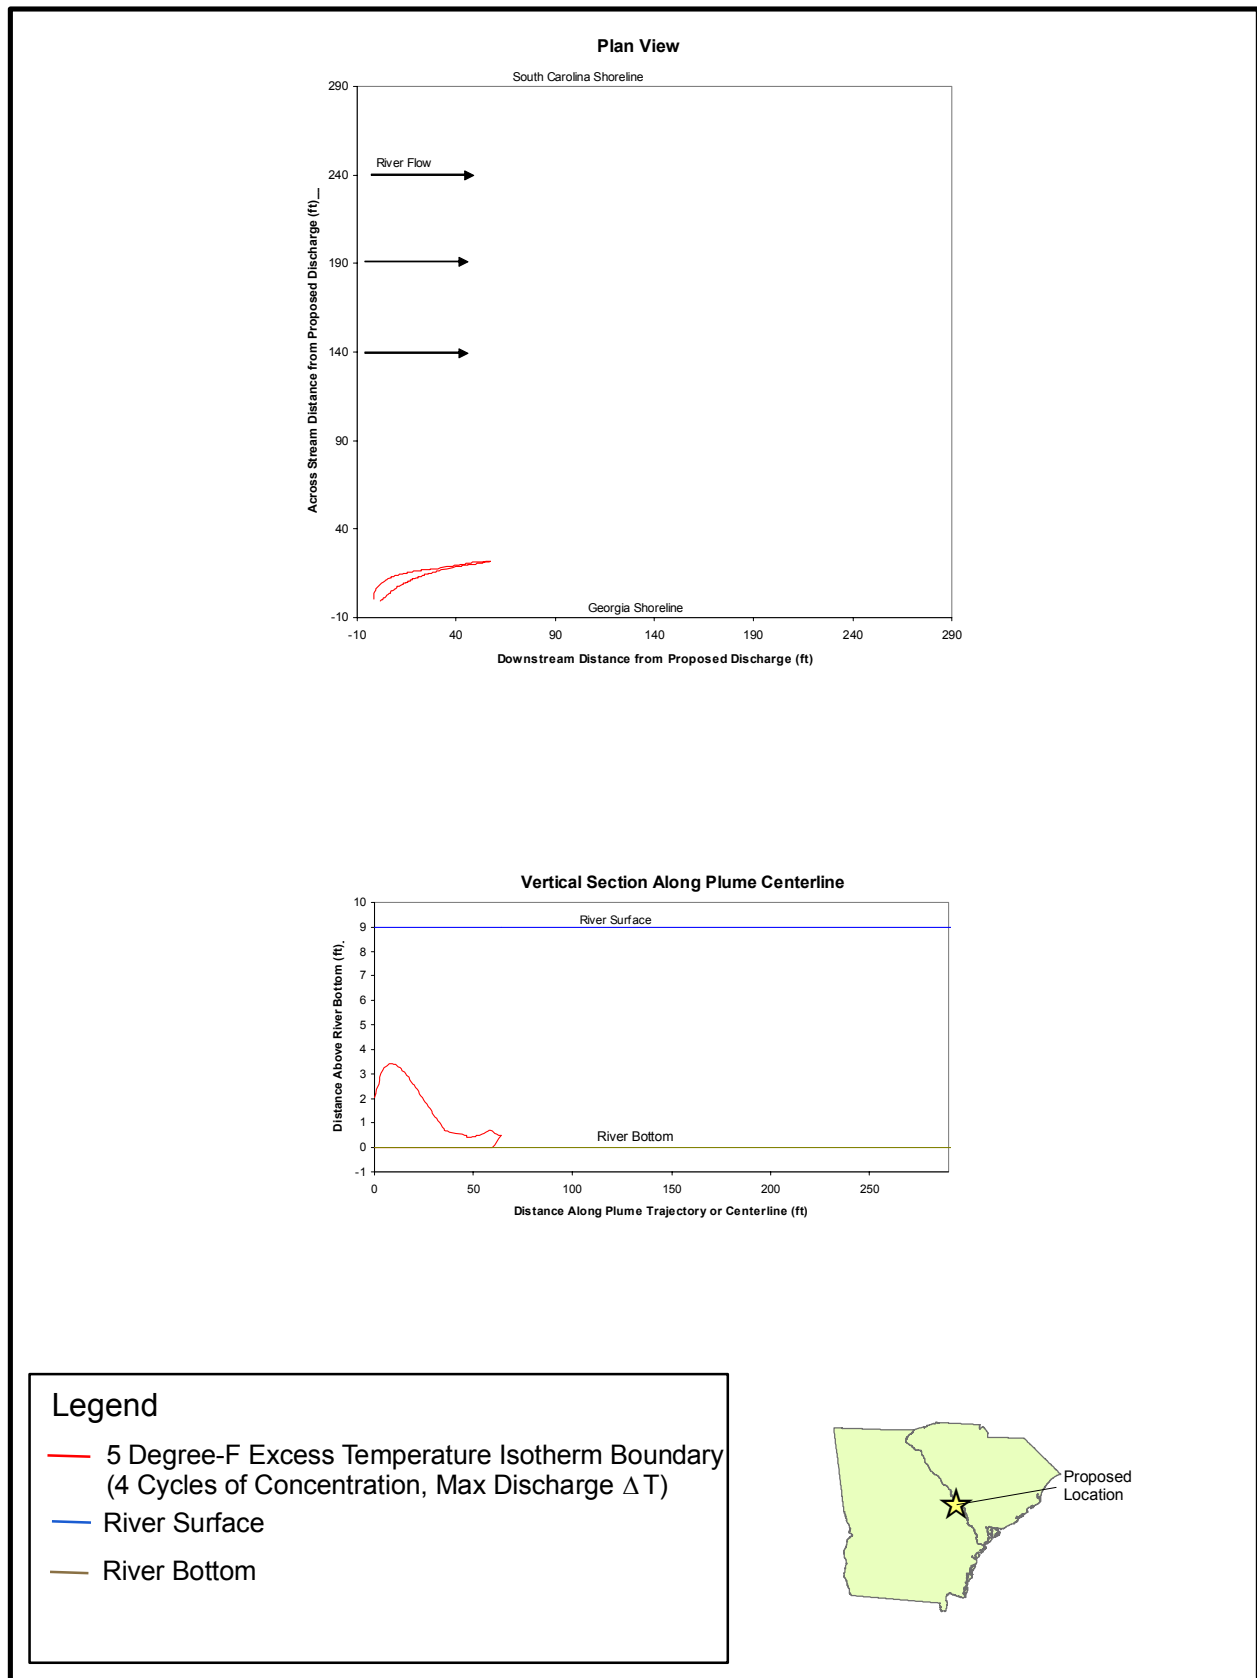 Plan View
South Carolina Shoreline
290
River Flow
240
190
140
90
40
-10
Across Stream Distance from Proposed Discharge (ft)
Georgia Shoreline
-10 40 90 140 190 240 290
Downstream Distance from Proposed Discharge (ft)
Vertical Section Along Plume Centerline
10
River Surface
9
8
7
6
5
4
3
2
1
River Bottom
0
-1
Distance Above River Bottom (ft).
0 50 100 150 200 250
Distance Along Plume Trajectory or Centerline (ft)
Legend
5 Degree-F Excess Temperature Isotherm Boundary
(4 Cycles of Concentration, Max Discharge Δ T)
River Surface
River Bottom
Proposed
Location